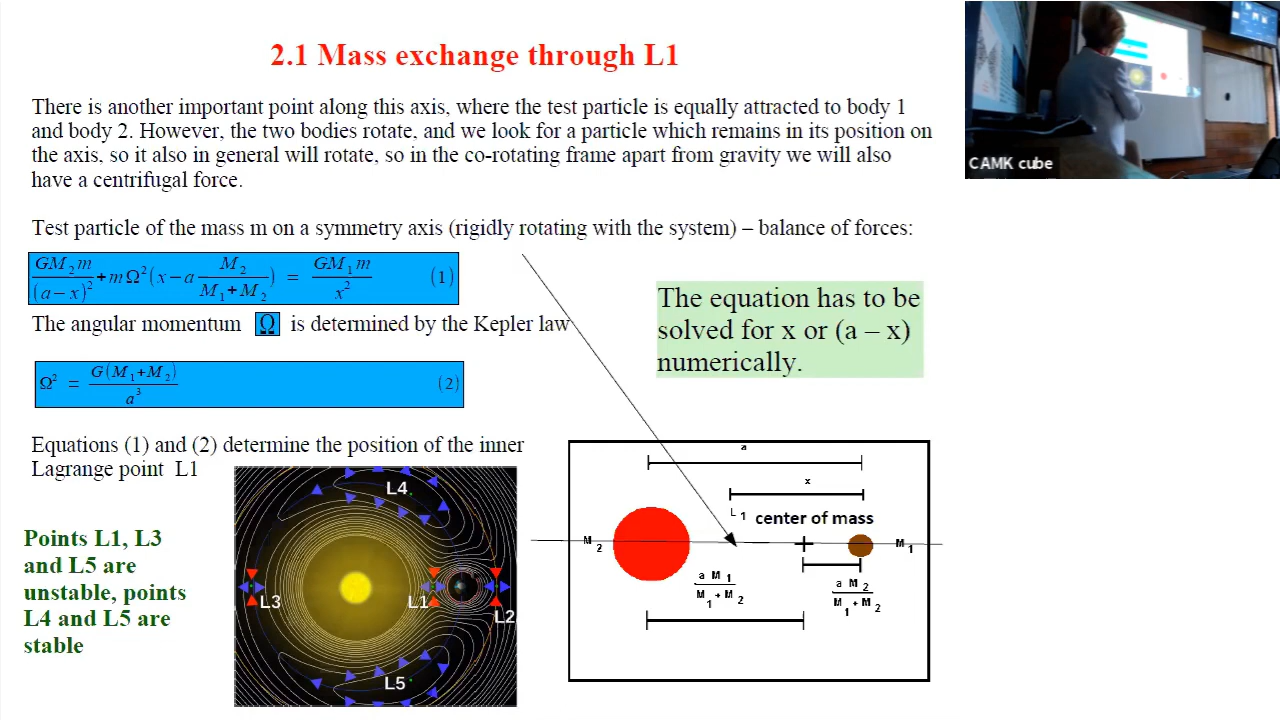 2.1 Mass exchange through L1
There is another important point along this axis, where the test particle is equally attracted to body 1
and body 2. However, the two bodies rotate, and we look for a particle which remains in its position on
the axis, so it also in general will rotate, so in the co-rotating frame apart from gravity we will also
have a centrifugal force.
CAMK cube
Test particle of the mass m on a symmetry axis (rigidly rotating with the system) – balance of forces:
GM₂m/(a−x)² + mΩ²(x−a M₂/(M₁+M₂)) = GM₁m/x² (1)
The angular momentum Ω is determined by the Kepler law
The equation has to be
solved for x or (a – x)
numerically.
Ω² = G(M₁+M₂)/a³ (2)
Equations (1) and (2) determine the position of the inner
Lagrange point L1
Points L1, L3
and L5 are
unstable, points
L4 and L5 are
stable
L4
L3
L1
L2
L5
a
x
L₁
center of mass
M₂
M₁
a M₁/(M₁+M₂)
a M₂/(M₁+M₂)